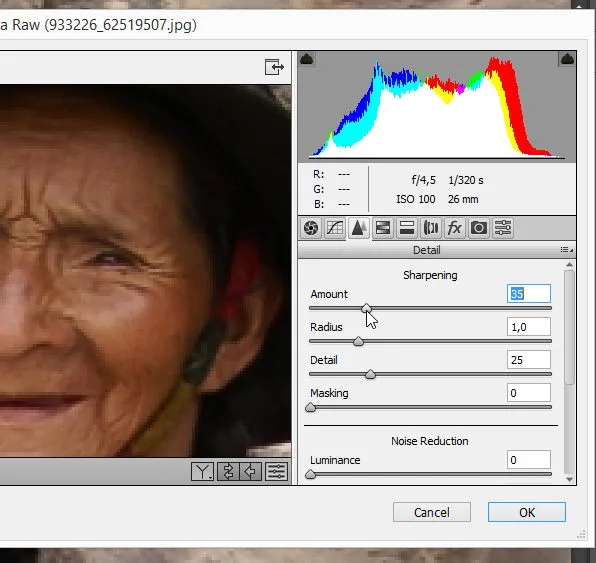 a Raw (933226_62519507.jpg)
R: ---
G: ---
B: ---
f/4,5 1/320 s
ISO 100 26 mm
fx
Detail
Sharpening
Amount 35
Radius 1,0
Detail 25
Masking 0
Noise Reduction
Luminance 0
Cancel OK